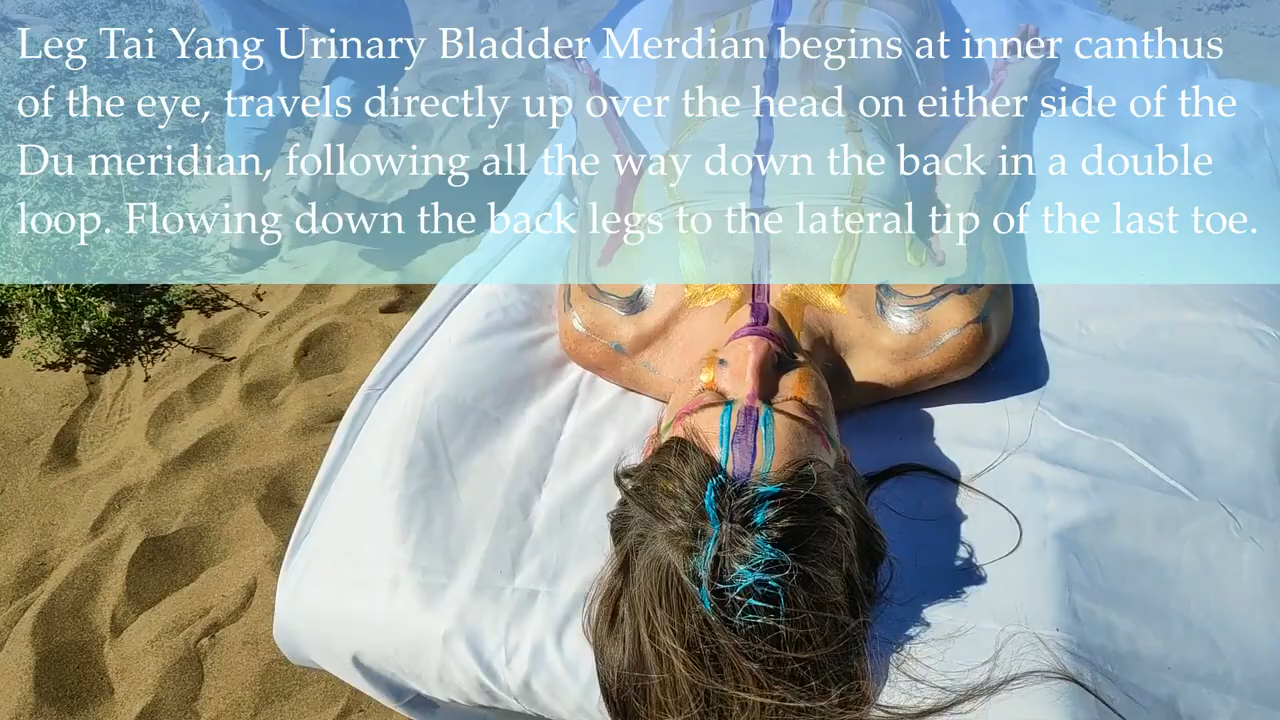 Leg Tai Yang Urinary Bladder Merdian begins at inner canthus
of the eye, travels directly up over the head on either side of the
Du meridian, following all the way down the back in a double
loop. Flowing down the back legs to the lateral tip of the last toe.